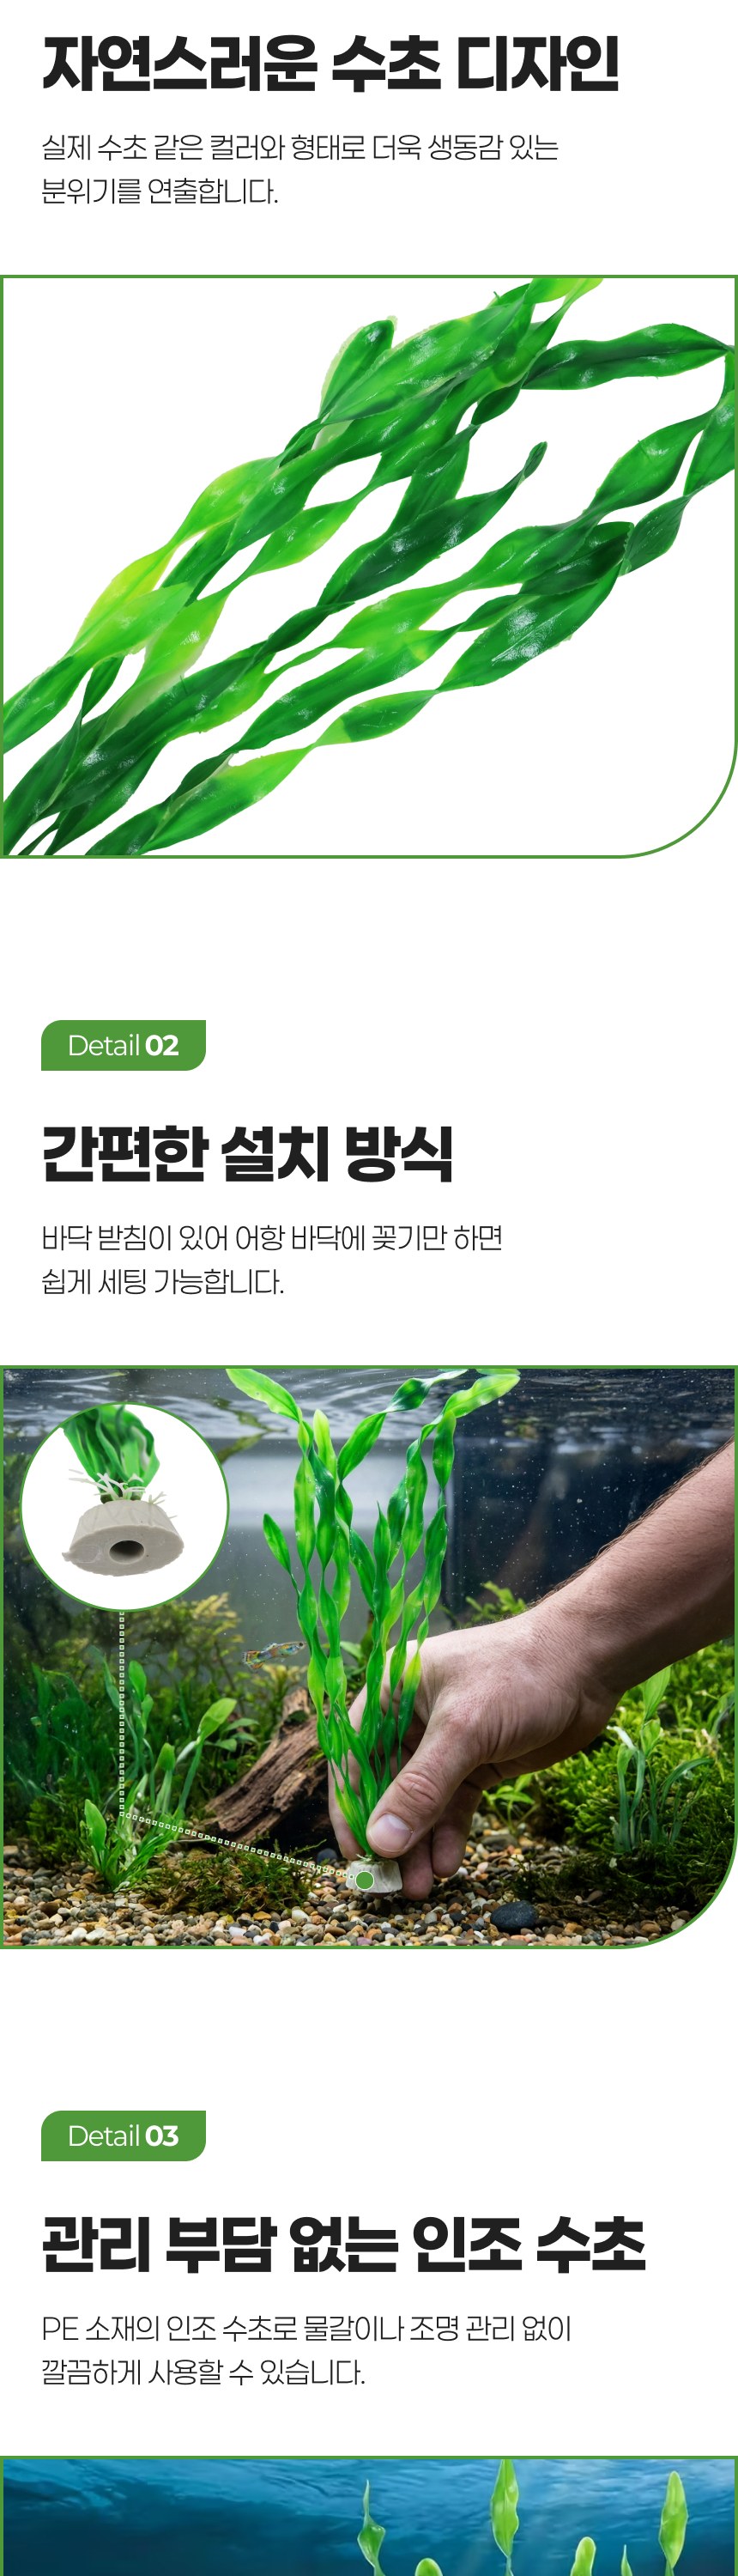 자연스러운 수초 디자인
실제 수초 같은 컬러와 형태로 더욱 생동감 있는
분위기를 연출합니다.
Detail 02
간편한 설치 방식
바닥 받침이 있어 어항 바닥에 꽂기만 하면
쉽게 세팅 가능합니다.
Detail 03
관리 부담 없는 인조 수초
PE 소재의 인조 수초로 물갈이나 조명 관리 없이
깔끔하게 사용할 수 있습니다.